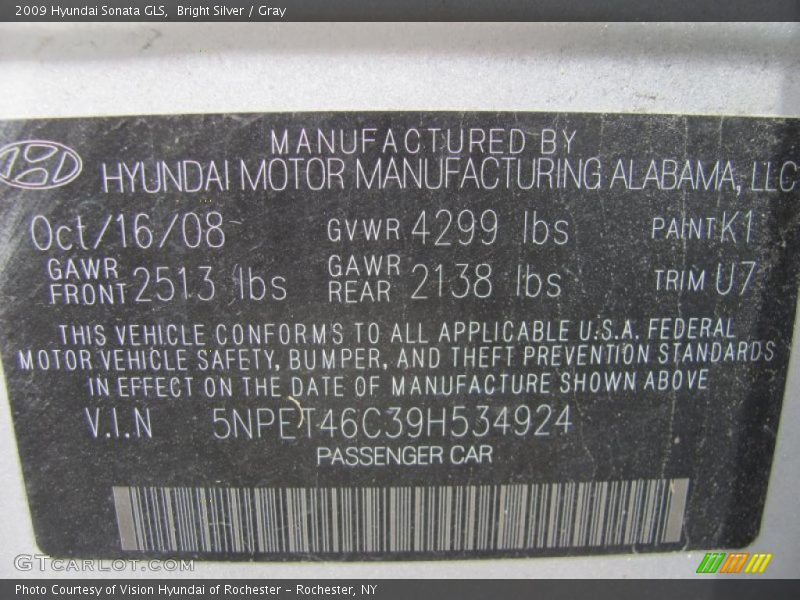 2009 Hyundai Sonata GLS, Bright Silver / Gray
MANUFACTURED BY
HYUNDAI MOTOR MANUFACTURING ALABAMA, LLC
Oct/16/08 GVWR 4299 lbs PAINT K1
GAWR FRONT 2513 lbs GAWR REAR 2138 lbs TRIM U7
THIS VEHICLE CONFORMS TO ALL APPLICABLE U.S.A. FEDERAL
MOTOR VEHICLE SAFETY, BUMPER, AND THEFT PREVENTION STANDARDS
IN EFFECT ON THE DATE OF MANUFACTURE SHOWN ABOVE
V.I.N 5NPET46C39H534924
PASSENGER CAR
GTCarLot.com
Photo Courtesy of Vision Hyundai of Rochester - Rochester, NY